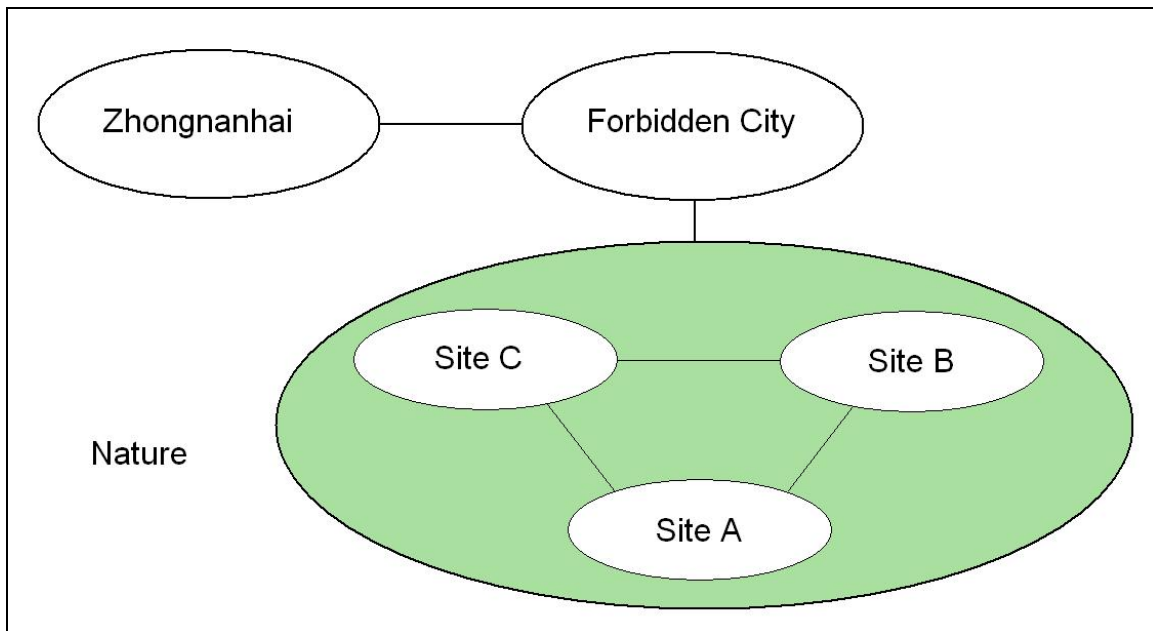 Zhongnanhai
Forbidden City
Site C
Site B
Nature
Site A